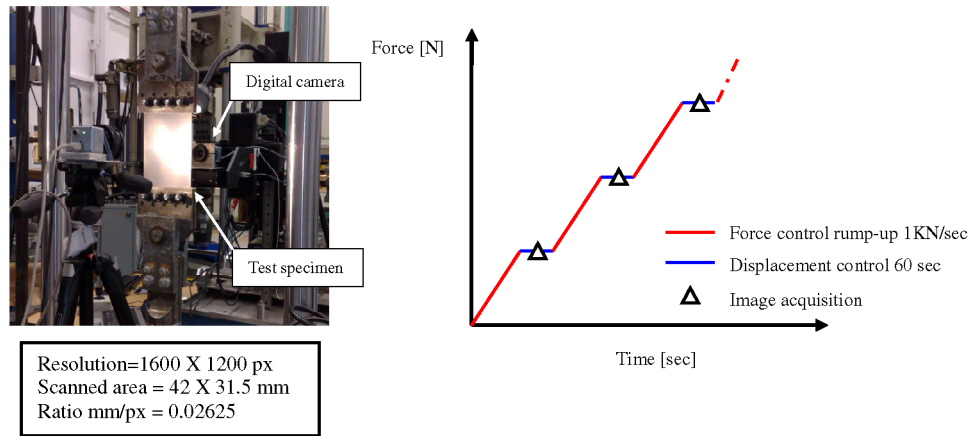 Digital camera
Test specimen
Resolution=1600 X 1200 px
Scanned area = 42 X 31.5 mm
Ratio mm/px = 0.02625
Force [N]
Force control rump-up 1KN/sec
Displacement control 60 sec
Image acquisition
Time [sec]